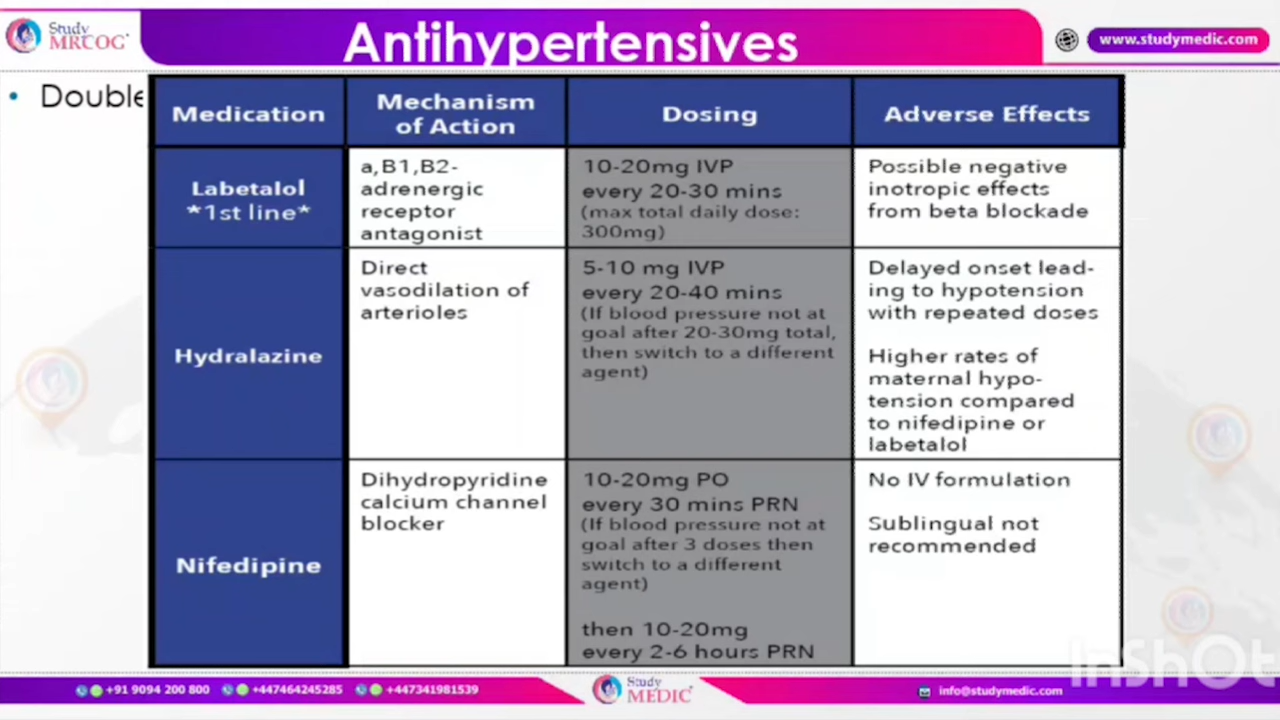 Study
MRCOG
Antihypertensives
www.studymedic.com
• Double
Medication
Mechanism
of Action
Dosing
Adverse Effects
Labetalol
*1st line*
a,B1,B2-
adrenergic
receptor
antagonist
10-20mg IVP
every 20-30 mins
(max total daily dose:
300mg)
Possible negative
inotropic effects
from beta blockade
Hydralazine
Direct
vasodilation of
arterioles
5-10 mg IVP
every 20-40 mins
(If blood pressure not at
goal after 20-30mg total,
then switch to a different
agent)
Delayed onset lead-
ing to hypotension
with repeated doses
Higher rates of
maternal hypo-
tension compared
to nifedipine or
labetalol
Nifedipine
Dihydropyridine
calcium channel
blocker
10-20mg PO
every 30 mins PRN
(If blood pressure not at
goal after 3 doses then
switch to a different
agent)
then 10-20mg
every 2-6 hours PRN
No IV formulation
Sublingual not
recommended
InShOt
+91 9094 200 800
+447464245285
+447341981539
Study
MEDIC
info@studymedic.com